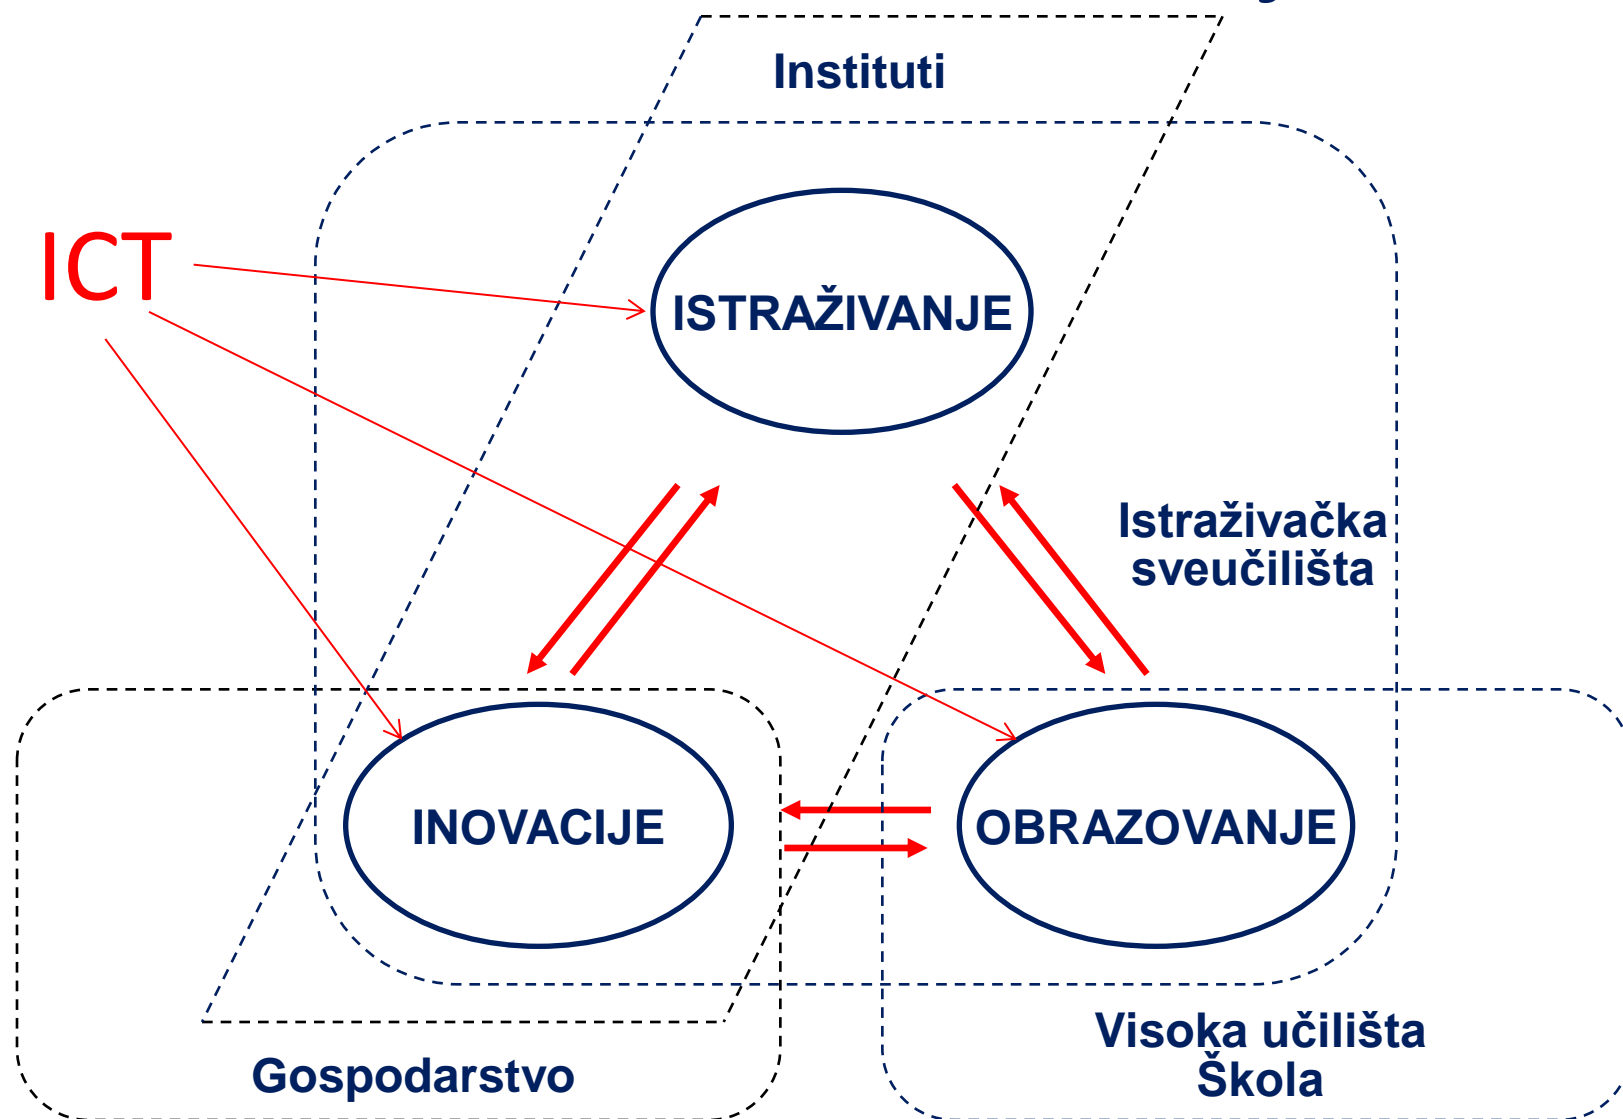 Instituti
ICT
ISTRAŽIVANJE
Istraživačka
sveučilišta
INOVACIJE
OBRAZOVANJE
Visoka učilišta
Škola
Gospodarstvo